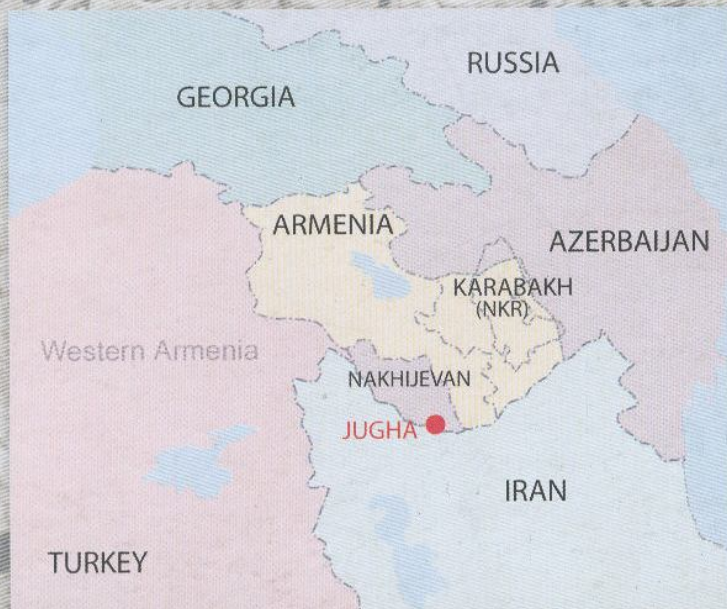 RUSSIA
GEORGIA
ARMENIA
AZERBAIJAN
KARABAKH
(NKR)
Western Armenia
NAKHIJEVAN
JUGHA
IRAN
TURKEY